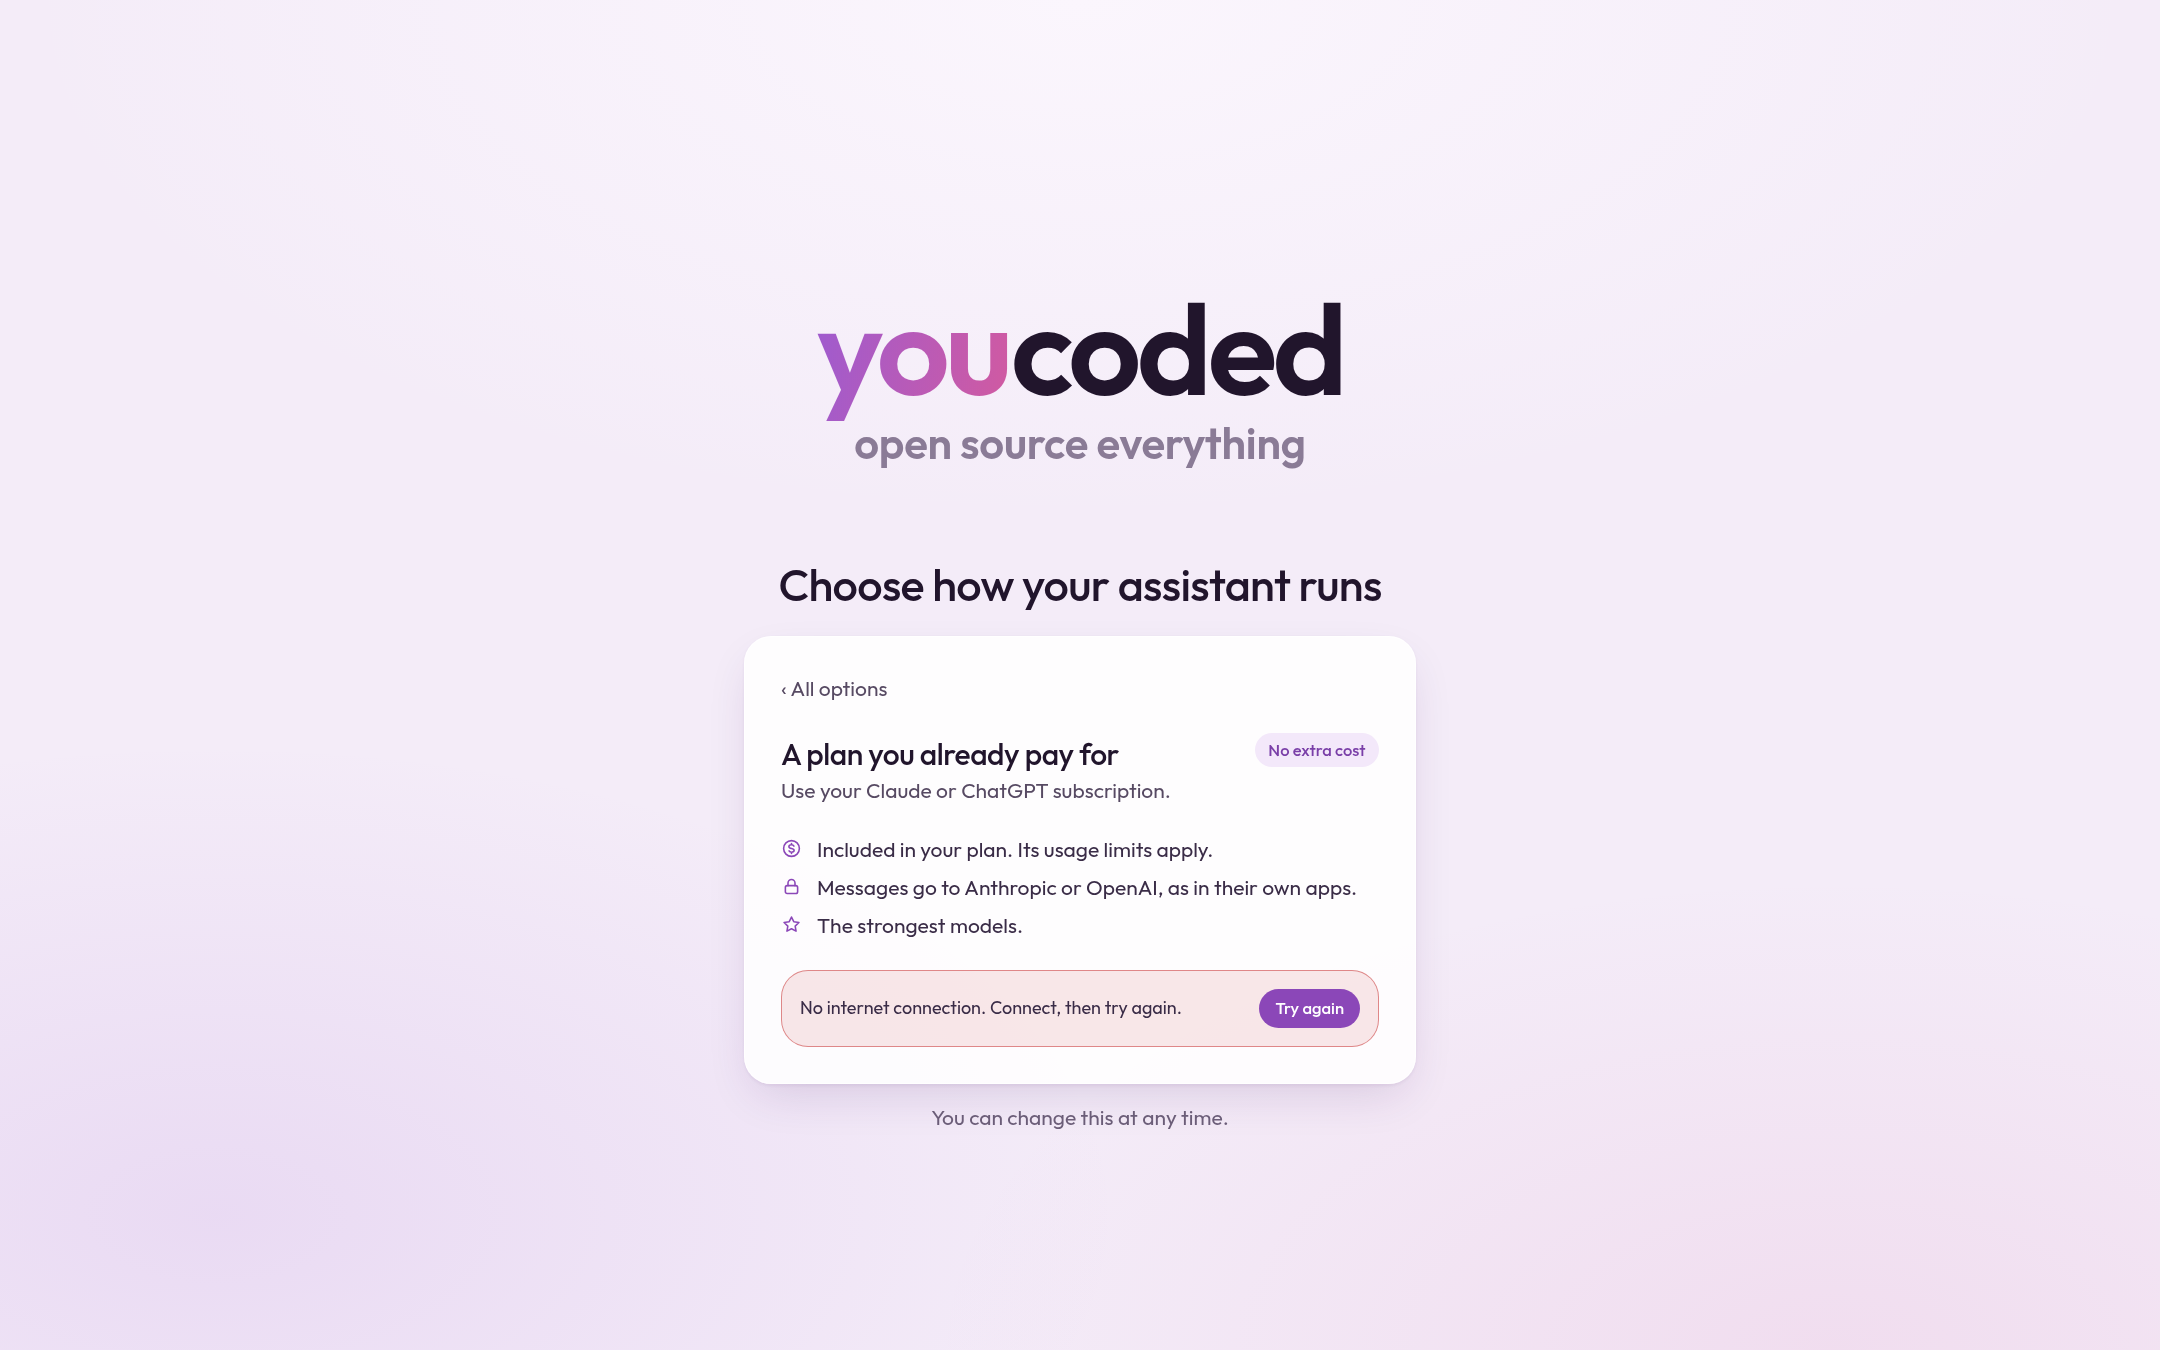 youcoded
open source everything
Choose how your assistant runs
‹ All options
A plan you already pay for
No extra cost
Use your Claude or ChatGPT subscription.
Included in your plan. Its usage limits apply.
Messages go to Anthropic or OpenAI, as in their own apps.
The strongest models.
No internet connection. Connect, then try again.
Try again
You can change this at any time.